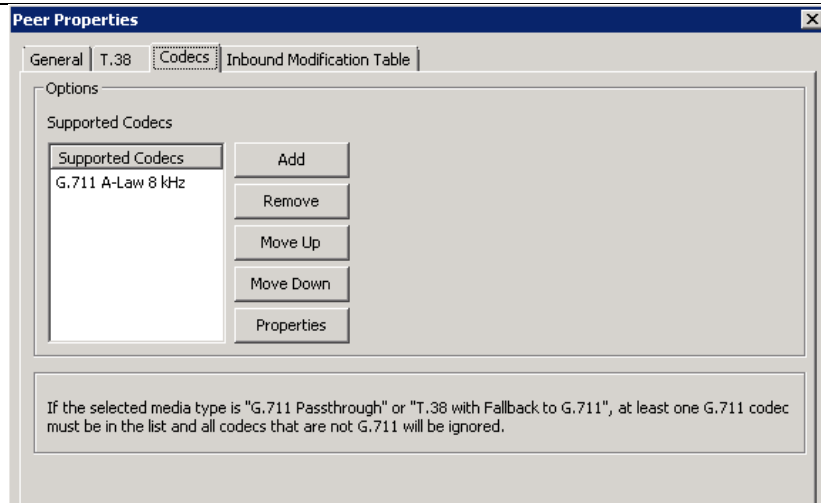 Peer Properties
General T.38 Codecs Inbound Modification Table
Options
Supported Codecs
Supported Codecs
G.711 A-Law 8 kHz
Add
Remove
Move Up
Move Down
Properties
If the selected media type is "G.711 Passthrough" or "T.38 with Fallback to G.711", at least one G.711 codec
must be in the list and all codecs that are not G.711 will be ignored.